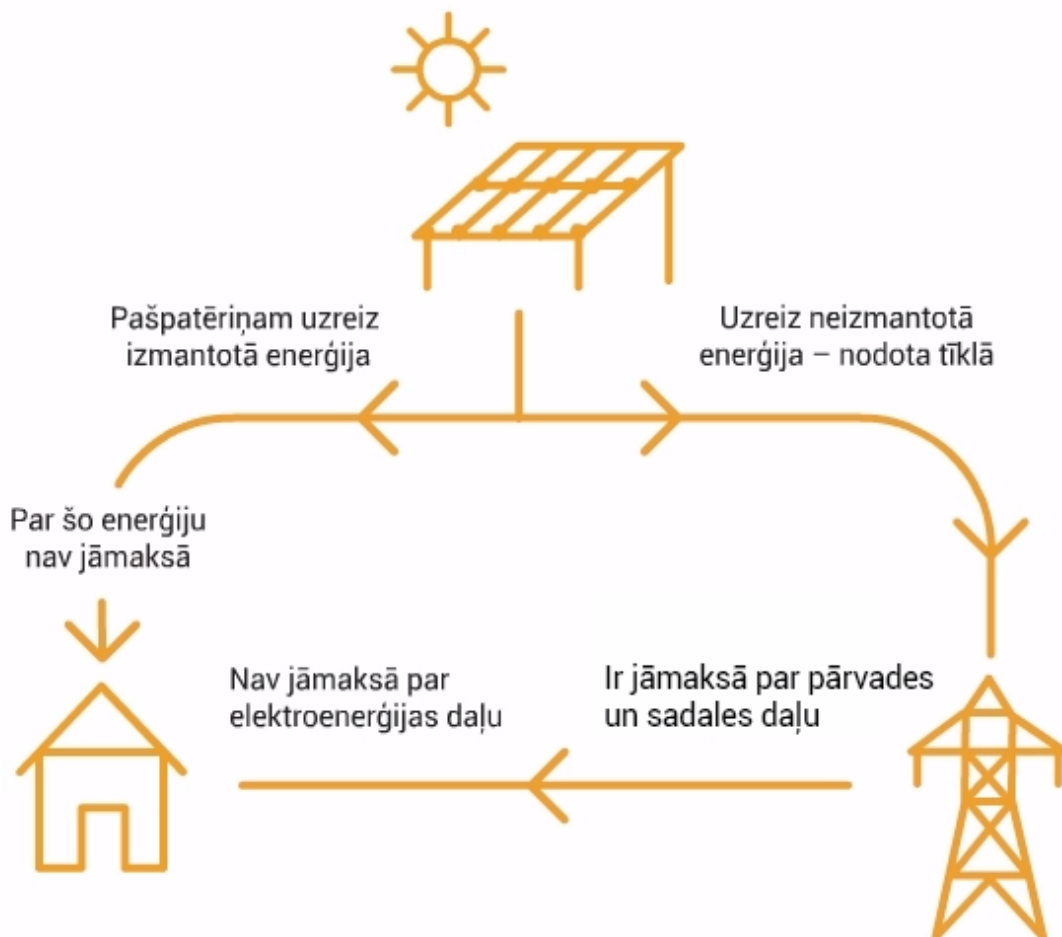 Pašpatēriņam uzreiz
izmantotā enerģija
Uzreiz neizmantotā
enerģija – nodota tīklā
Par šo enerģiju
nav jāmaksā
Nav jāmaksā par
elektroenerģijas daļu
Ir jāmaksā par pārvades
un sadales daļu